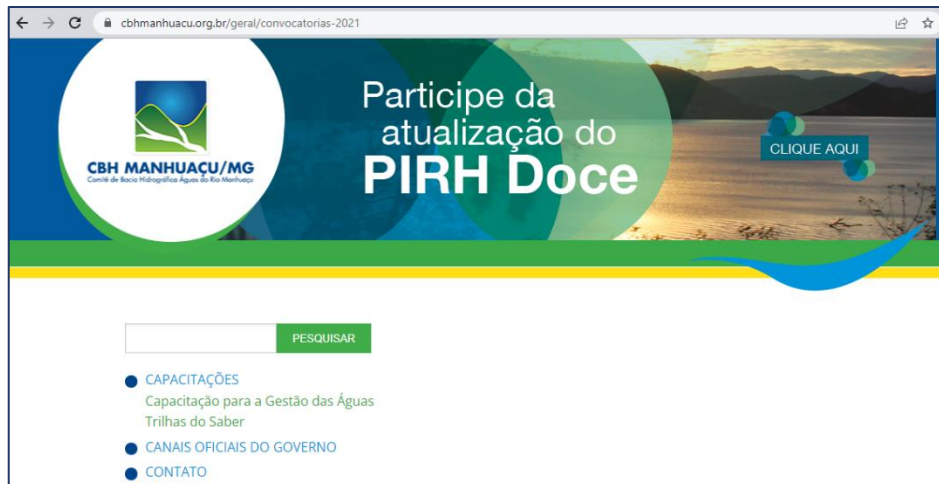 cbhmanhuacu.org.br/geral/convocatorias-2021
CBH MANHUAÇU/MG
Comitê de Bacia Hidrográfica Águas do Rio Manhuaçu
Participe da
atualização do
PIRH Doce
CLIQUE AQUI
PESQUISAR
CAPACITAÇÕES
Capacitação para a Gestão das Águas
Trilhas do Saber
CANAIS OFICIAIS DO GOVERNO
CONTATO